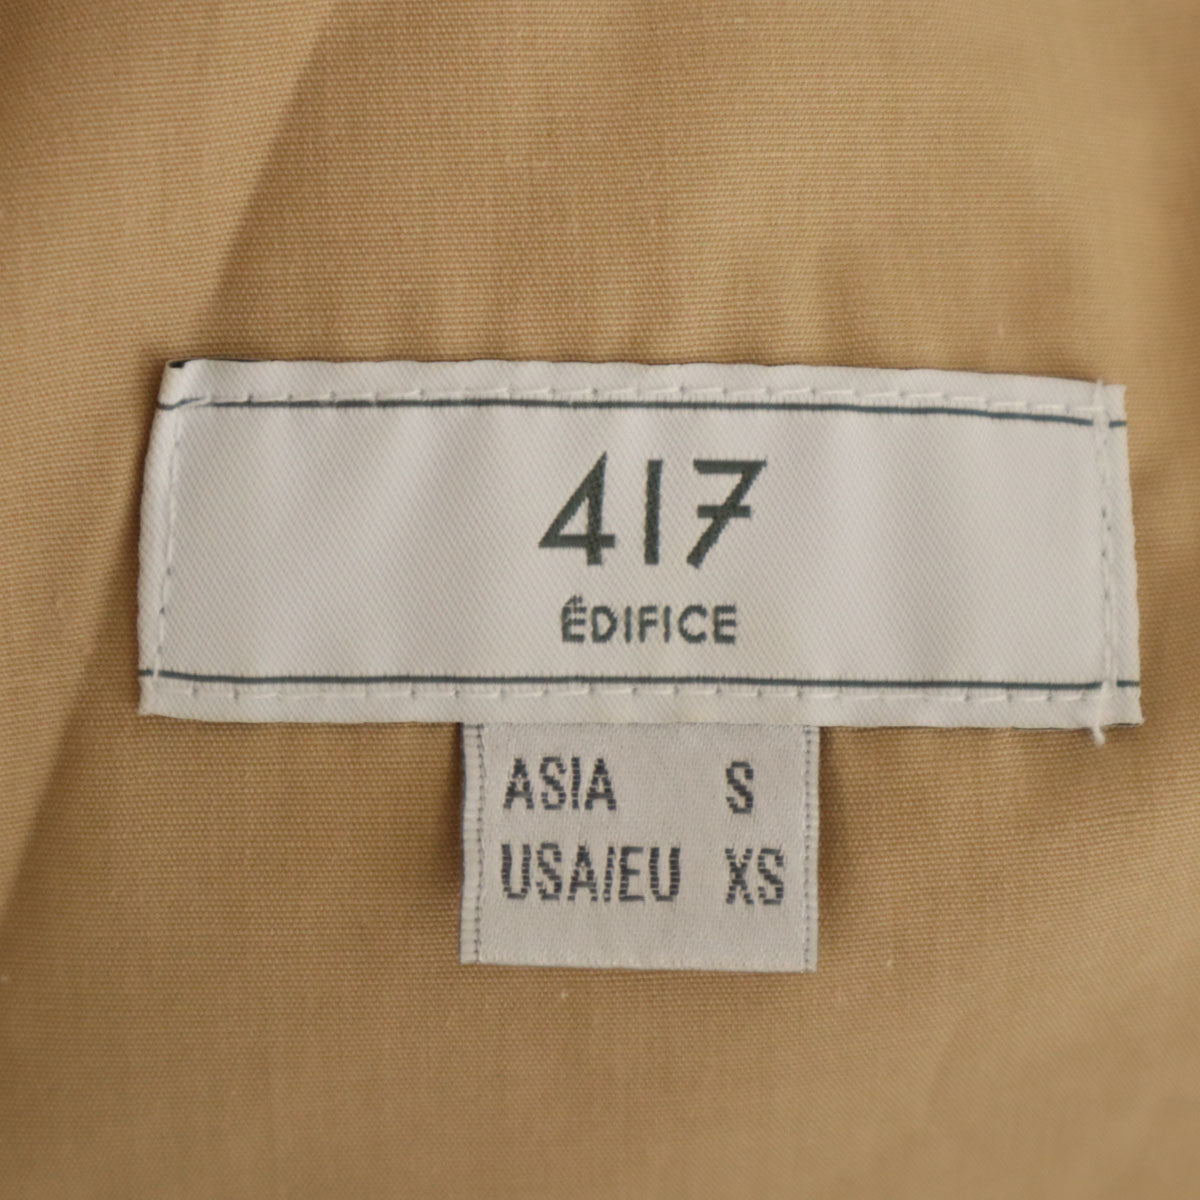 417
ÉDIFICE
ASIA S
USA/EU XS